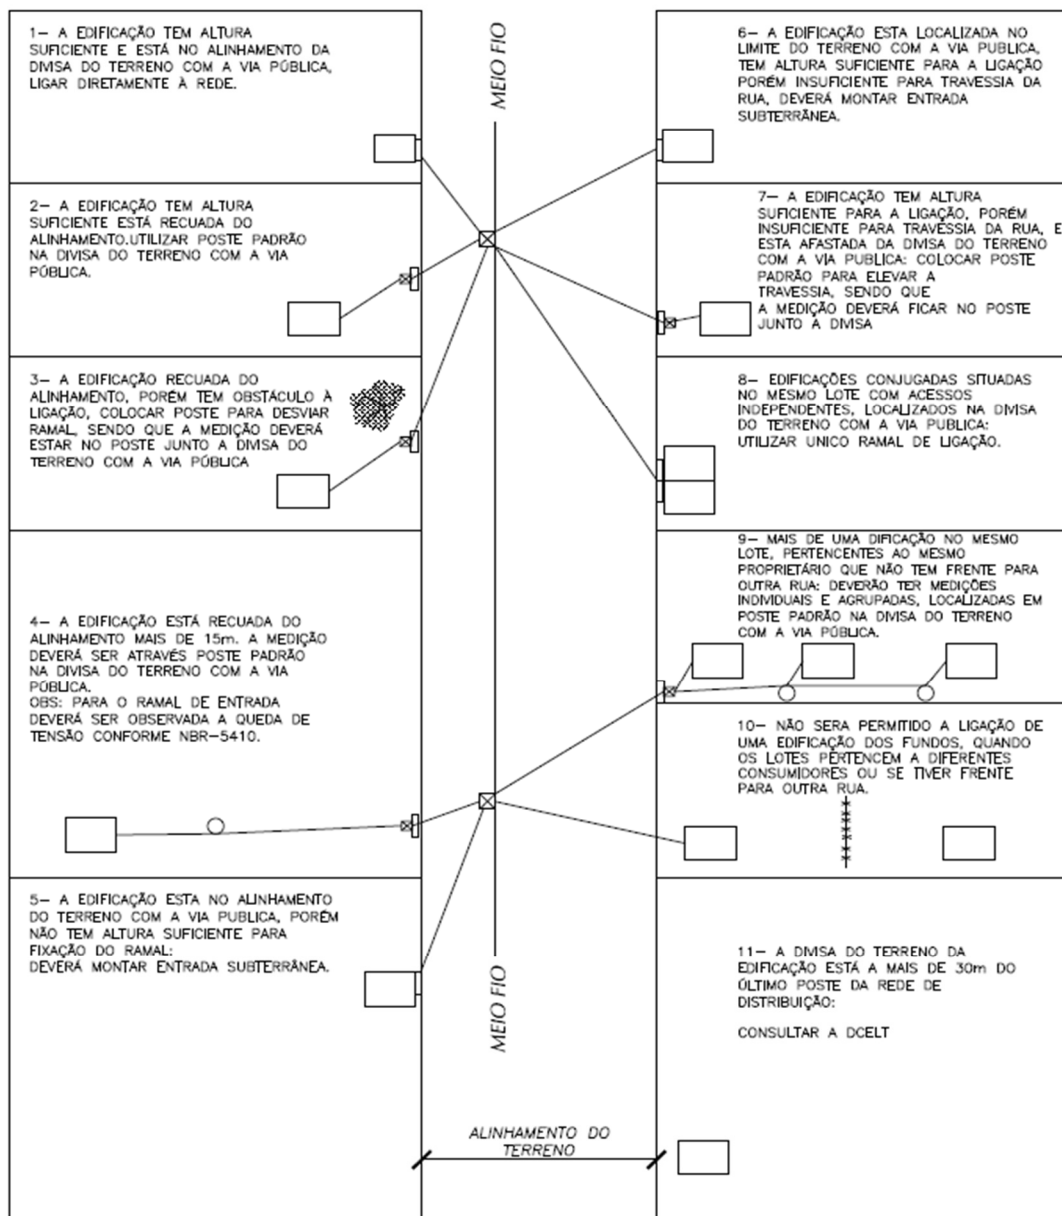 1– A EDIFICAÇÃO TEM ALTURA
SUFICIENTE E ESTÁ NO ALINHAMENTO DA
DIVISA DO TERRENO COM A VIA PÚBLICA,
LIGAR DIRETAMENTE À REDE.
2– A EDIFICAÇÃO TEM ALTURA
SUFICIENTE ESTÁ RECUADA DO
ALINHAMENTO.UTILIZAR POSTE PADRÃO
NA DIVISA DO TERRENO COM A VIA
PÚBLICA.
3– A EDIFICAÇÃO RECUADA DO
ALINHAMENTO, PORÉM TEM OBSTÁCULO À
LIGAÇÃO, COLOCAR POSTE PARA DESVIAR
RAMAL, SENDO QUE A MEDIÇÃO DEVERÁ
ESTAR NO POSTE JUNTO A DIVISA DO
TERRENO COM A VIA PÚBLICA
4– A EDIFICAÇÃO ESTÁ RECUADA DO
ALINHAMENTO MAIS DE 15m. A MEDIÇÃO
DEVERÁ SER ATRAVÉS POSTE PADRÃO
NA DIVISA DO TERRENO COM A VIA
PÚBLICA.
OBS: PARA O RAMAL DE ENTRADA
DEVERÁ SER OBSERVADA A QUEDA DE
TENSÃO CONFORME NBR–5410.
5– A EDIFICAÇÃO ESTA NO ALINHAMENTO
DO TERRENO COM A VIA PUBLICA, PORÉM
NÃO TEM ALTURA SUFICIENTE PARA
FIXAÇÃO DO RAMAL:
DEVERÁ MONTAR ENTRADA SUBTERRÂNEA.
MEIO FIO
MEIO FIO
ALINHAMENTO DO
TERRENO
6– A EDIFICAÇÃO ESTA LOCALIZADA NO
LIMITE DO TERRENO COM A VIA PUBLICA,
TEM ALTURA SUFICIENTE PARA A LIGAÇÃO
PORÉM INSUFICIENTE PARA TRAVESSIA DA
RUA, DEVERÁ MONTAR ENTRADA
SUBTERRÂNEA.
7– A EDIFICAÇÃO TEM ALTURA
SUFICIENTE PARA A LIGAÇÃO, PORÉM
INSUFICIENTE PARA TRAVESSIA DA RUA, E
ESTA AFASTADA DA DIVISA DO TERRENO
COM A VIA PUBLICA: COLOCAR POSTE
PADRÃO PARA ELEVAR A
TRAVESSIA, SENDO QUE
A MEDIÇÃO DEVERÁ FICAR NO POSTE
JUNTO A DIVISA
8– EDIFICAÇÕES CONJUGADAS SITUADAS
NO MESMO LOTE COM ACESSOS
INDEPENDENTES, LOCALIZADOS NA DIVISA
DO TERRENO COM A VIA PUBLICA:
UTILIZAR UNICO RAMAL DE LIGAÇÃO.
9– MAIS DE UMA DIFICAÇÃO NO MESMO
LOTE, PERTENCENTES AO MESMO
PROPRIETÁRIO QUE NÃO TEM FRENTE PARA
OUTRA RUA: DEVERÃO TER MEDIÇÕES
INDIVIDUAIS E AGRUPADAS, LOCALIZADAS EM
POSTE PADRÃO NA DIVISA DO TERRENO
COM A VIA PÚBLICA.
10– NÃO SERA PERMITIDO A LIGAÇÃO DE
UMA EDIFICAÇÃO DOS FUNDOS, QUANDO
OS LOTES PERTENCEM A DIFERENTES
CONSUMIDORES OU SE TIVER FRENTE
PARA OUTRA RUA.
11– A DIVISA DO TERRENO DA
EDIFICAÇÃO ESTÁ A MAIS DE 30m DO
ÚLTIMO POSTE DA REDE DE
DISTRIBUIÇÃO:
CONSULTAR A DCELT